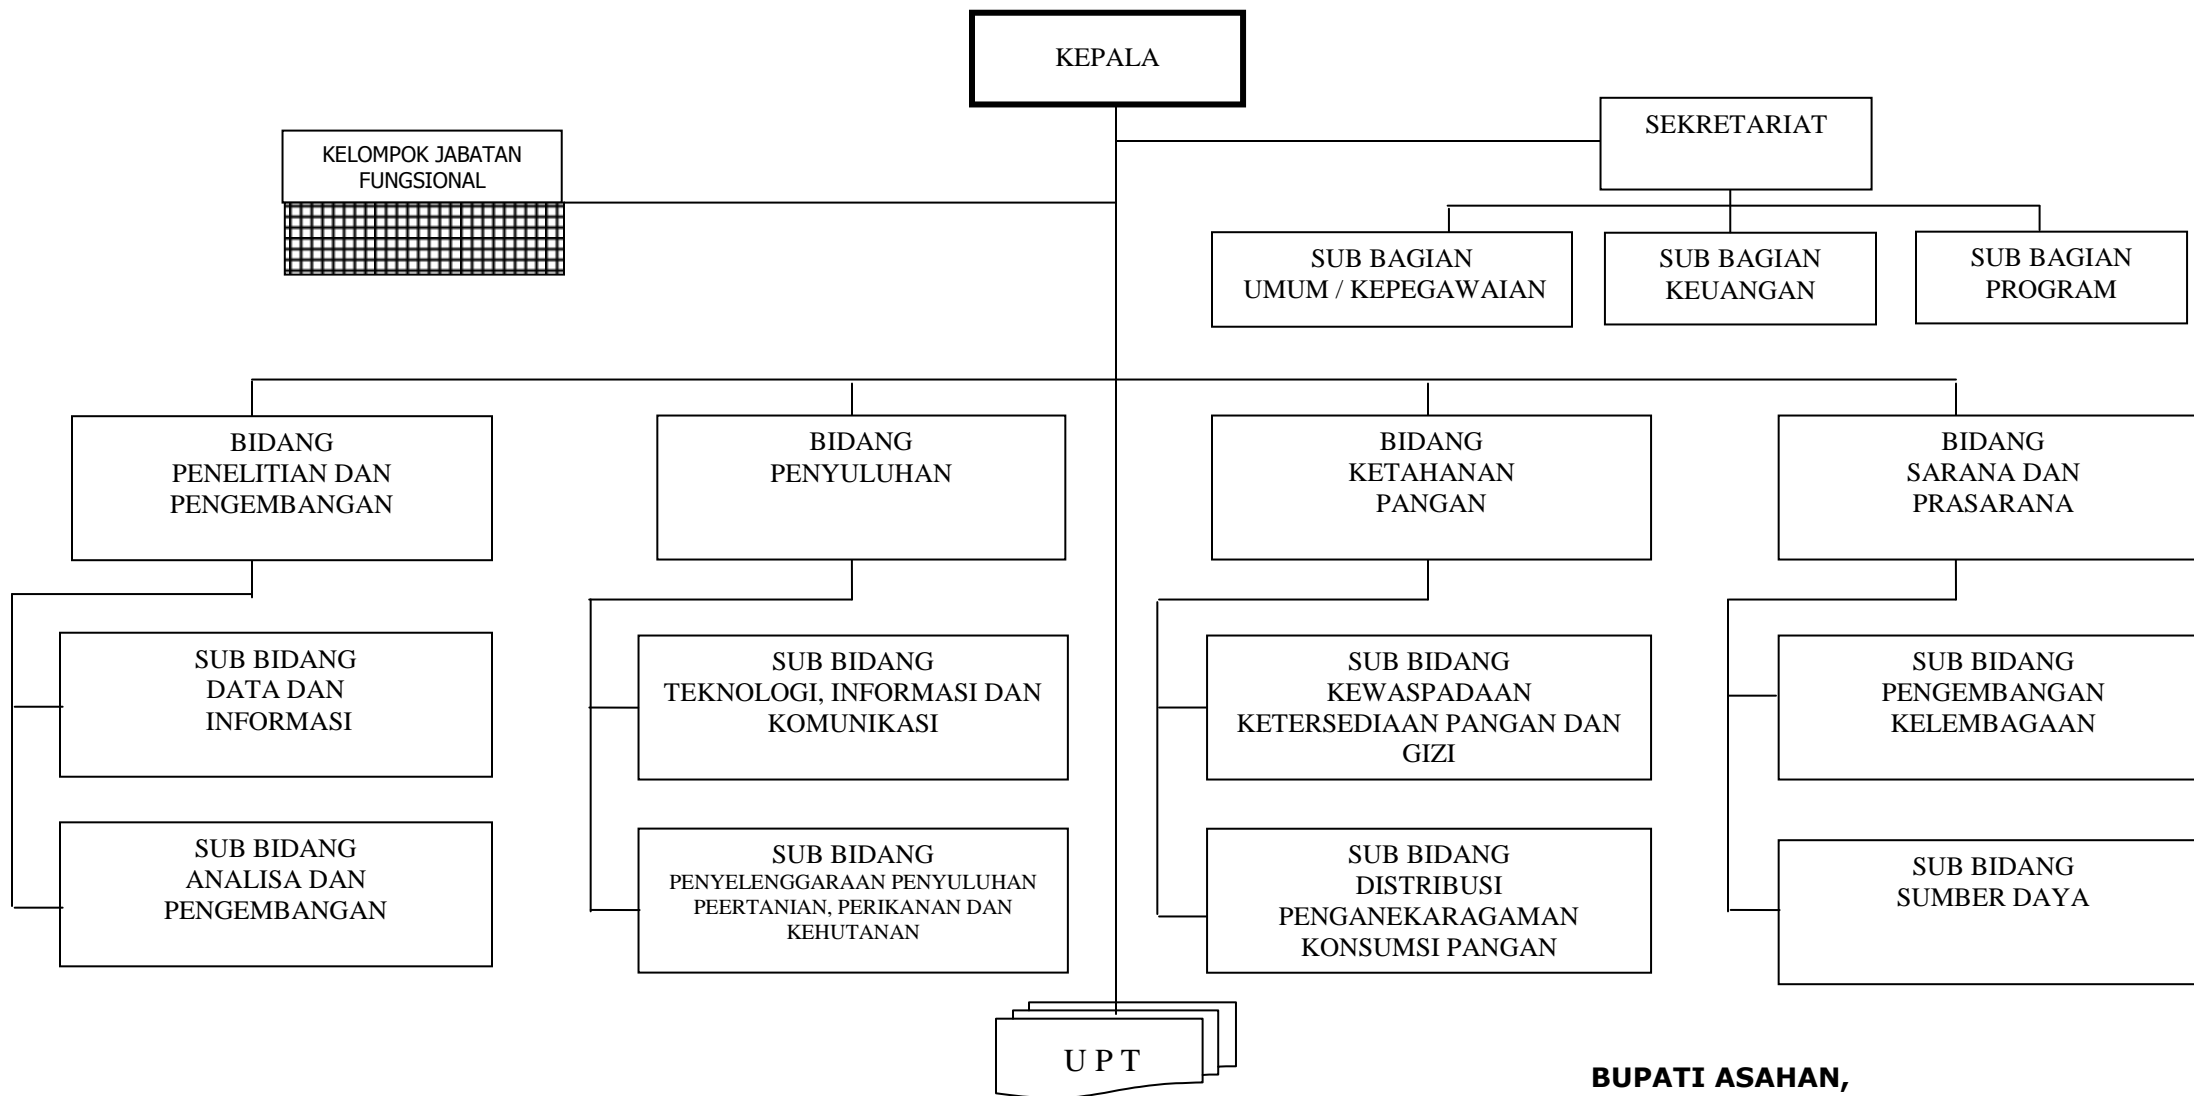 KEPALA
SEKRETARIAT
KELOMPOK JABATAN
FUNGSIONAL
SUB BAGIAN
UMUM / KEPEGAWAIAN
SUB BAGIAN
KEUANGAN
SUB BAGIAN
PROGRAM
BIDANG
PENELITIAN DAN
PENGEMBANGAN
BIDANG
PENYULUHAN
BIDANG
KETAHANAN
PANGAN
BIDANG
SARANA DAN
PRASARANA
SUB BIDANG
DATA DAN
INFORMASI
SUB BIDANG
TEKNOLOGI, INFORMASI DAN
KOMUNIKASI
SUB BIDANG
KEWASPADAAN
KETERSEDIAAN PANGAN DAN
GIZI
SUB BIDANG
PENGEMBANGAN
KELEMBAGAAN
SUB BIDANG
ANALISA DAN
PENGEMBANGAN
SUB BIDANG
PENYELENGGARAAN PENYULUHAN
PEERTANIAN, PERIKANAN DAN
KEHUTANAN
SUB BIDANG
DISTRIBUSI
PENGANEKARAGAMAN
KONSUMSI PANGAN
SUB BIDANG
SUMBER DAYA
U P T
BUPATI ASAHAN,